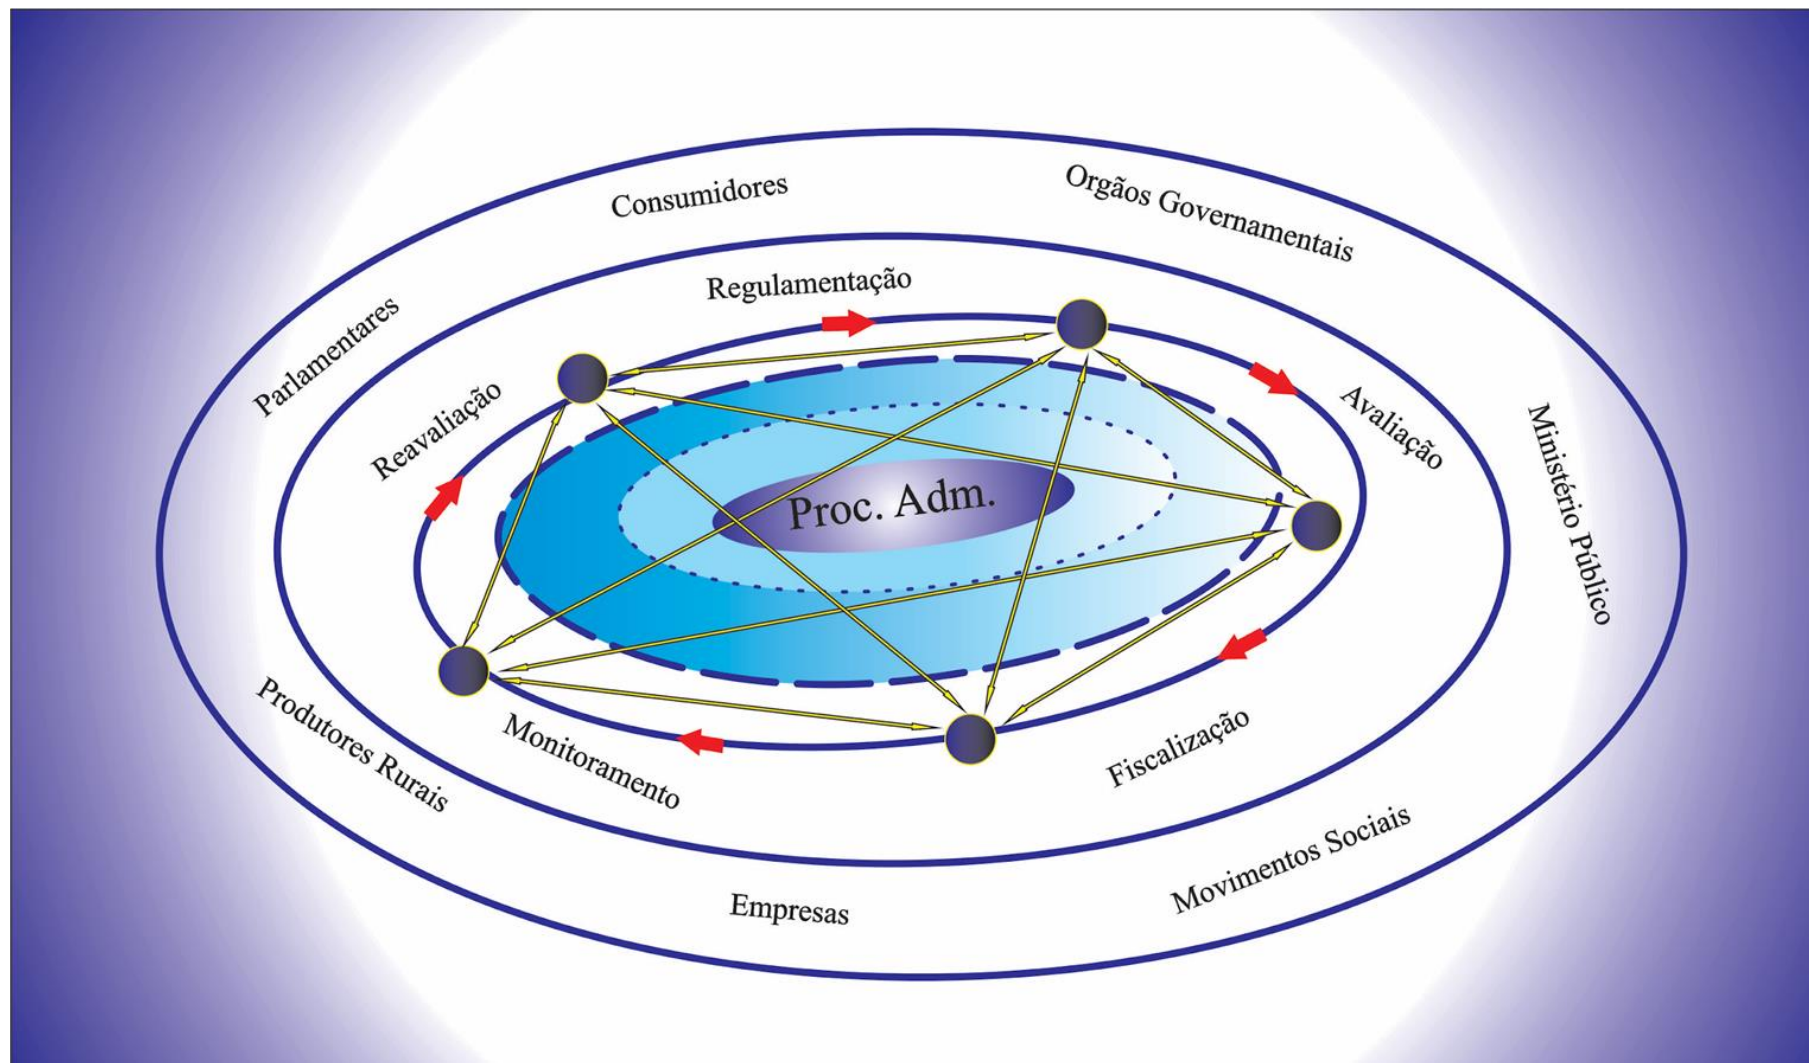 Consumidores
Orgãos Governamentais
Regulamentação
Parlamentares
Reavaliação
Avaliação
Ministério Público
Proc. Adm.
Produtores Rurais
Monitoramento
Fiscalização
Movimentos Sociais
Empresas